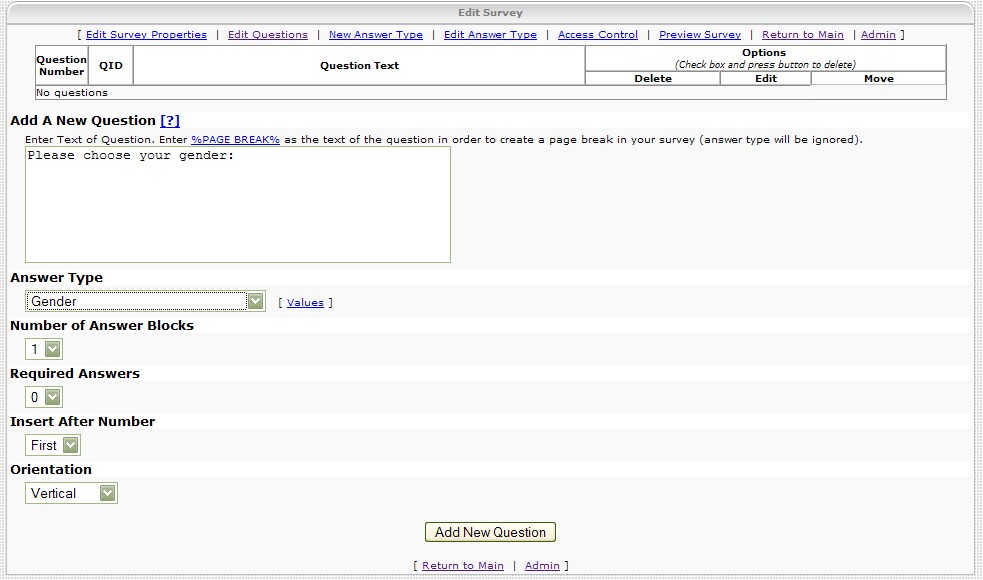 Edit Survey
[ Edit Survey Properties | Edit Questions | New Answer Type | Edit Answer Type | Access Control | Preview Survey | Return to Main | Admin ]
Question Number QID Question Text Options
(Check box and press button to delete)
Delete Edit Move
No questions
Add A New Question [?]
Enter Text of Question. Enter %PAGE BREAK% as the text of the question in order to create a page break in your survey (answer type will be ignored).
Please choose your gender:
Answer Type
Gender [ Values ]
Number of Answer Blocks
1
Required Answers
0
Insert After Number
First
Orientation
Vertical
Add New Question
[ Return to Main | Admin ]